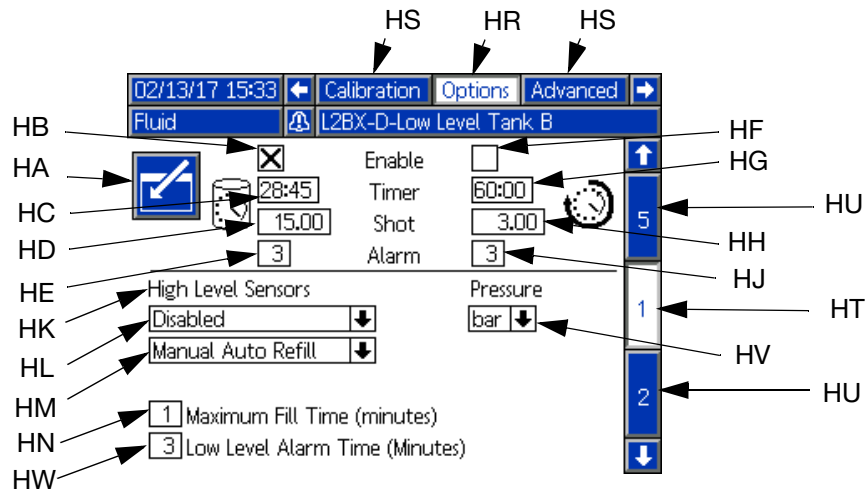 HS HR HS
02/13/17 15:33 Calibration Options Advanced
Fluid L2BX-D-Low Level Tank B
HB Enable HF
HA HG
HC 28:45 Timer 60:00
HU
HD 15.00 Shot 3.00 5
HH
HE 3 Alarm 3 HJ
HK High Level Sensors Pressure
HL Disabled bar 1 HT
HM Manual Auto Refill HV
HU
HN 1 Maximum Fill Time (minutes) 2
HW 3 Low Level Alarm Time (Minutes)